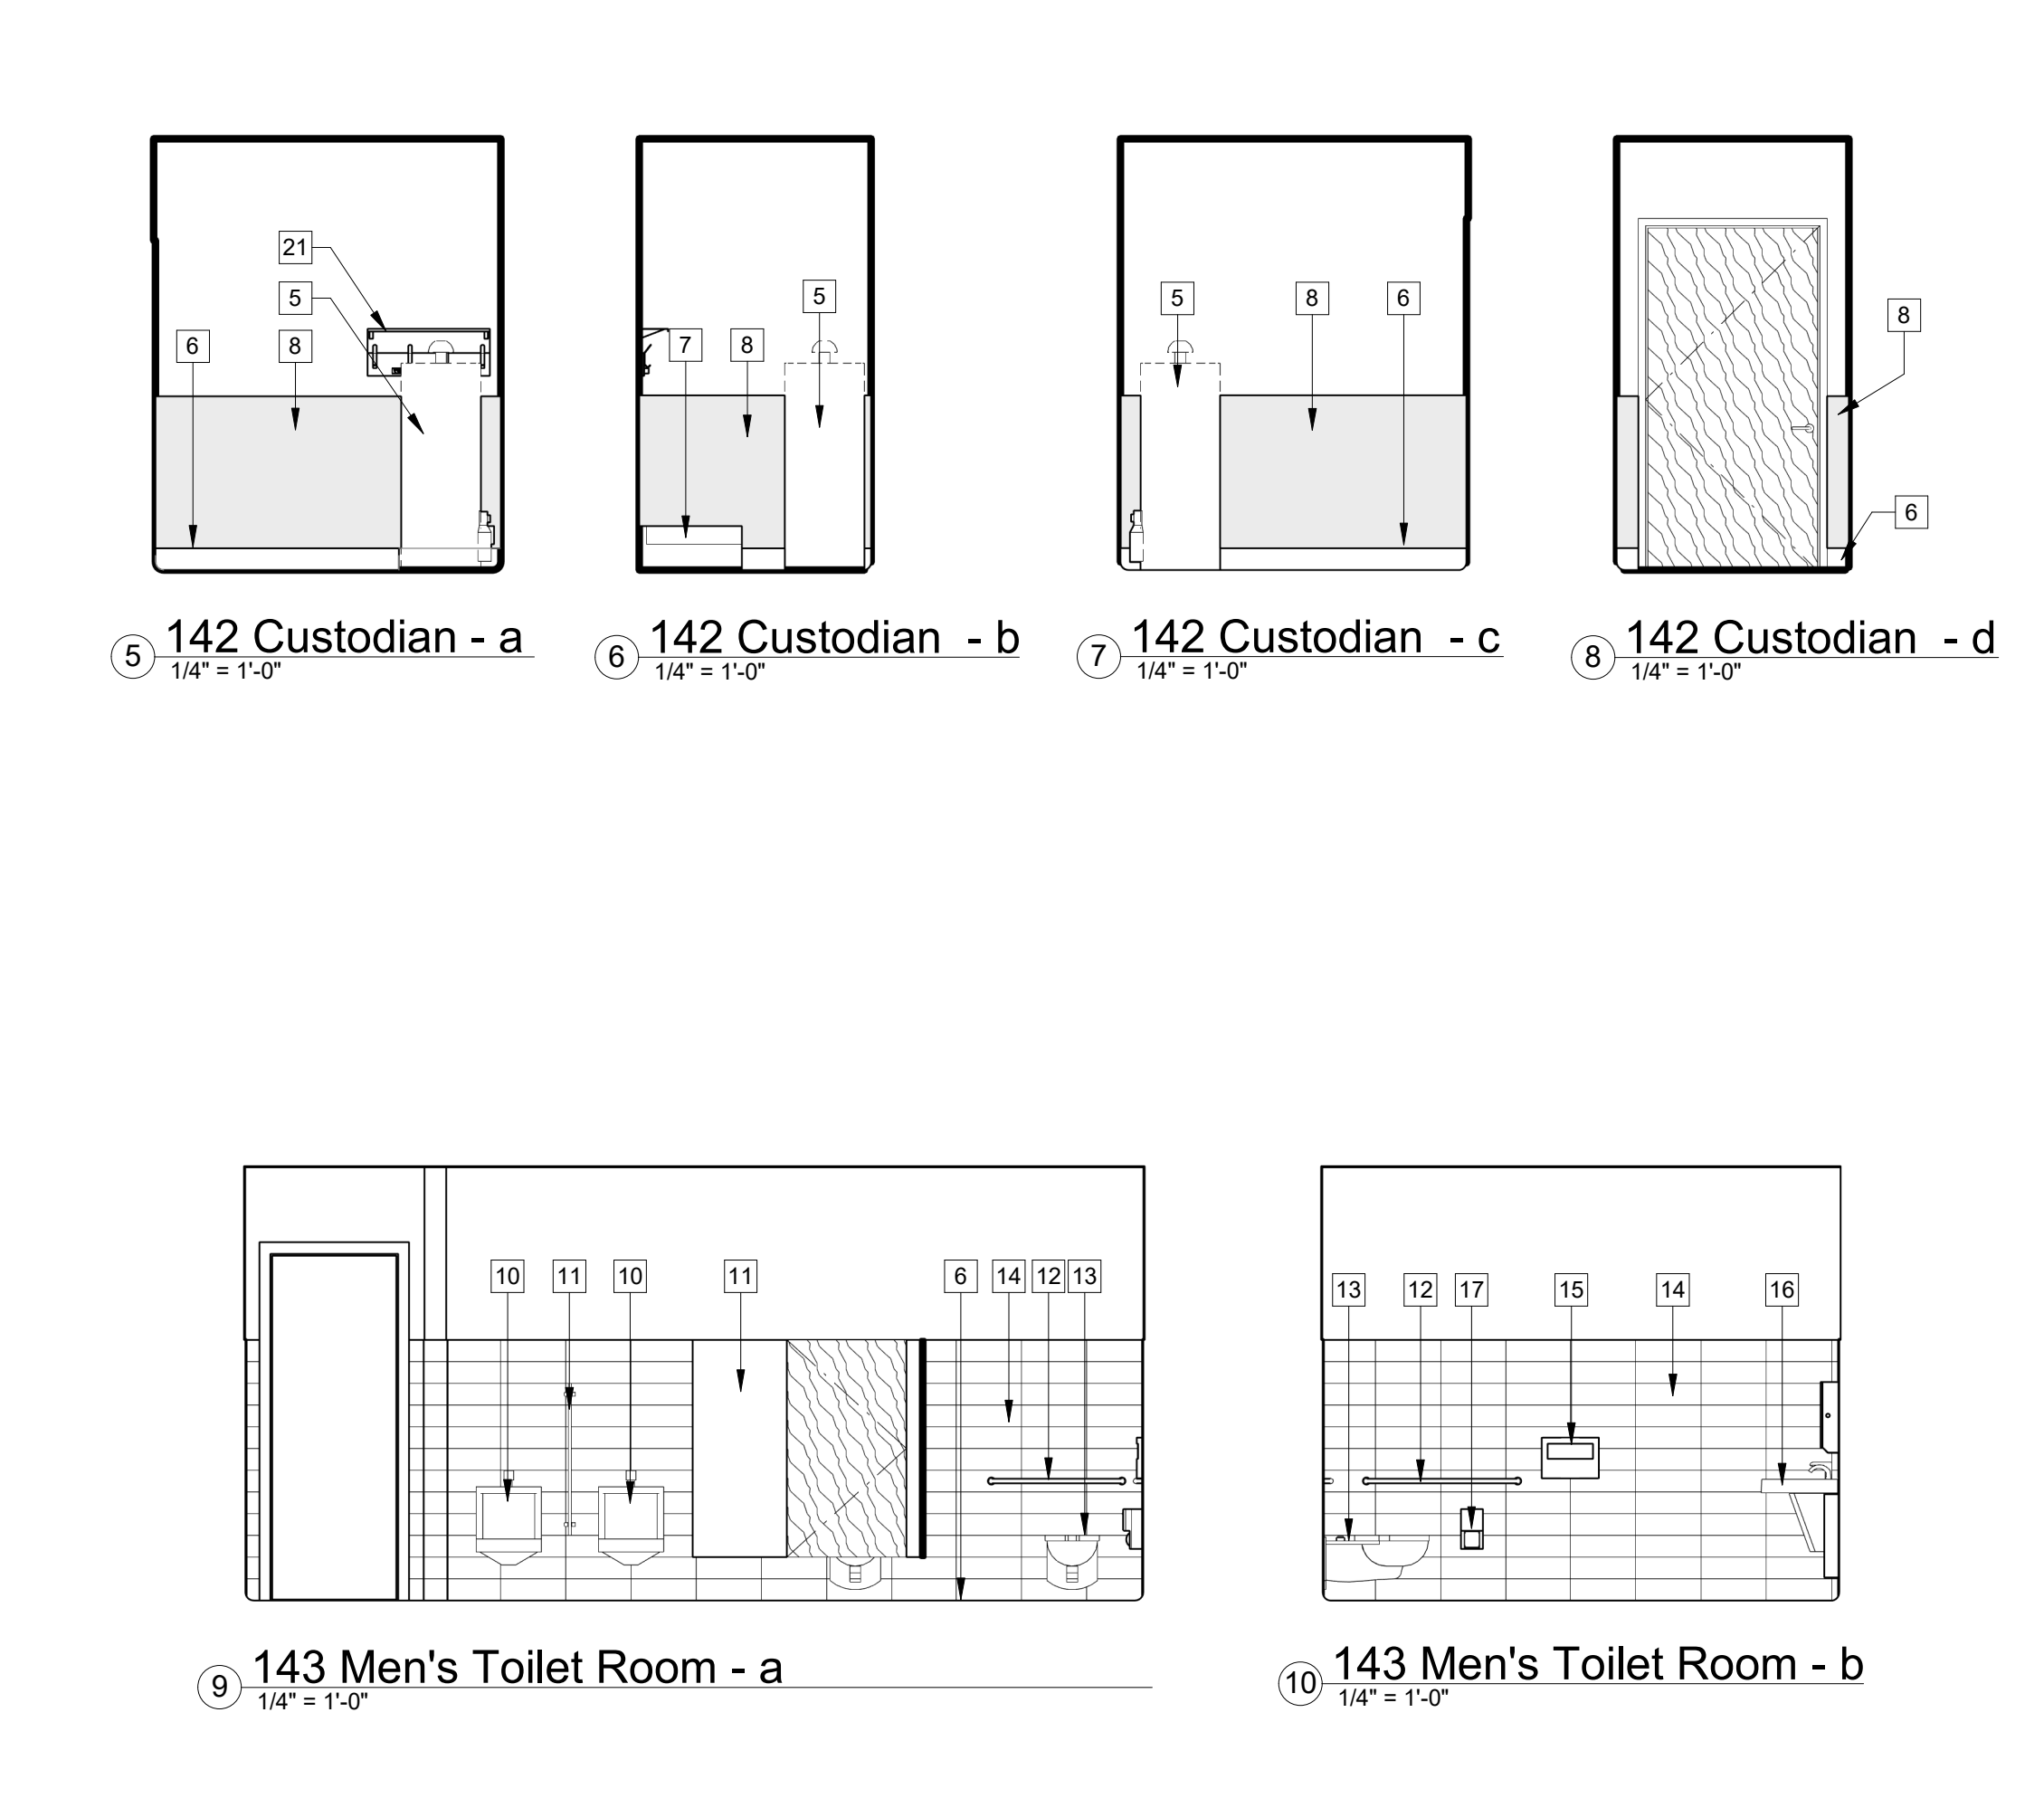 21
5
6
8
5 142 Custodian - a
1/4" = 1'-0"
5
7
8
6 142 Custodian - b
1/4" = 1'-0"
5
8
6
7 142 Custodian - c
1/4" = 1'-0"
8
6
8 142 Custodian - d
1/4" = 1'-0"
10 11 10 11 6 14 12 13
9 143 Men's Toilet Room - a
1/4" = 1'-0"
13 12 17 15 14 16
10 143 Men's Toilet Room - b
1/4" = 1'-0"